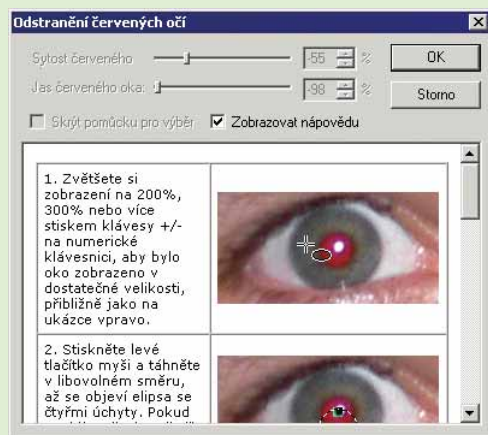 Odstranění červených očí
Sytost červeného -55 %
OK
Jas červeného oka: -98 %
Storno
Skrýt pomůcku pro výběr Zobrazovat nápovědu
1. Zvětšete si
zobrazení na 200%,
300% nebo více
stiskem klávesy +/-
na numerické
klávesnici, aby bylo
oko zobrazeno v
dostatečné velikosti,
přibližně jako na
ukázce vpravo.
2. Stiskněte levé
tlačítko myši a táhněte
v libovolném směru,
až se objeví elipsa se
čtyřmi úchyty. Pokud